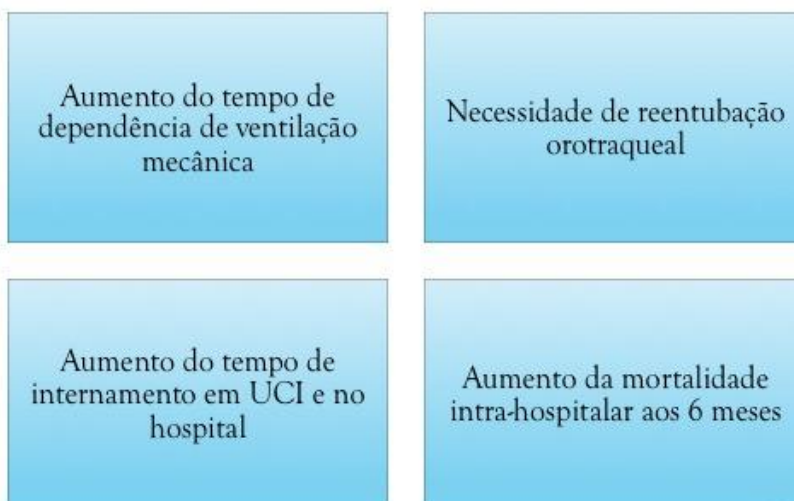 Aumento do tempo de
dependência de ventilação
mecânica
Necessidade de reentubação
orotraqueal
Aumento do tempo de
internamento em UCI e no
hospital
Aumento da mortalidade
intra-hospitalar aos 6 meses